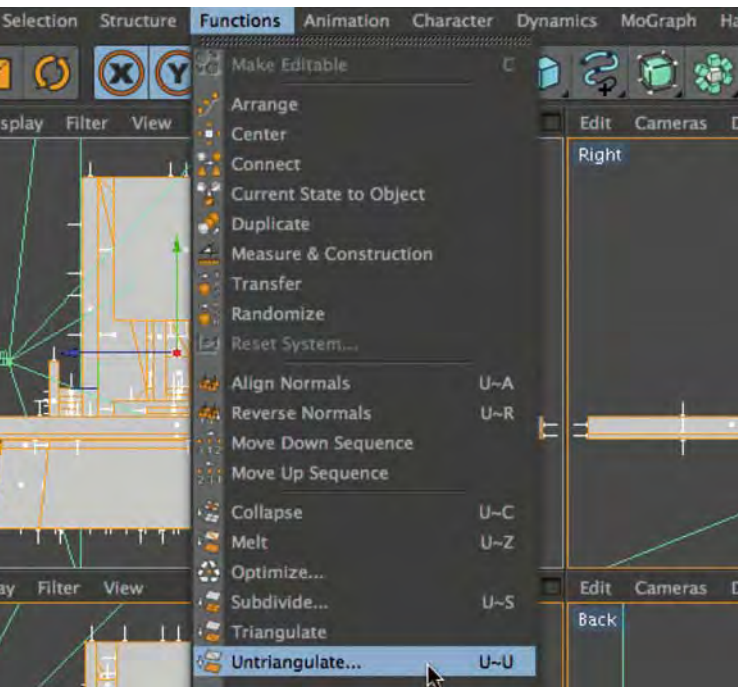 Selection Structure Functions Animation Character Dynamics MoGraph Ha
X Y
Make Editable C
splay Filter View
Edit Cameras D
Right
Arrange
Center
Connect
Current State to Object
Duplicate
Measure & Construction
Transfer
Randomize
Reset System...
Align Normals U~A
Reverse Normals U~R
Move Down Sequence
Move Up Sequence
Collapse U~C
Melt U~Z
Optimize...
Subdivide... U~S
Triangulate
Untriangulate... U~U
ay Filter View
Edit Cameras D
Back